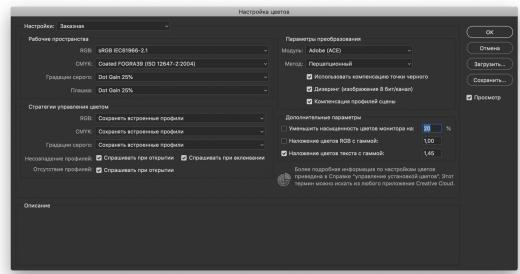 Настройка цветов
Настройки: Заказная
Рабочие пространства
RGB: sRGB IEC61966-2.1
CMYK: Coated FOGRA39 (ISO 12647-2:2004)
Градации серого: Dot Gain 25%
Плашка: Dot Gain 25%
Стратегии управления цветом
RGB: Сохранять встроенные профили
CMYK: Сохранять встроенные профили
Градации серого: Сохранять встроенные профили
Несовпадение профилей: Спрашивать при открытии Спрашивать при вклеивании
Отсутствие профилей: Спрашивать при открытии
Параметры преобразования
Модуль: Adobe (ACE)
Метод: Перцепционный
Использовать компенсацию точки черного
Дизеринг (изображения 8 бит/канал)
Компенсация профилей сцены
Дополнительные параметры
Уменьшить насыщенность цветов монитора на: 20 %
Наложение цветов RGB с гаммой: 1,00
Наложение цветов текста с гаммой: 1,45
Более подробная информация по настройкам цветов
приведена в Справке "управление установкой цветов". Этот
термин можно искать из любого приложения Creative Cloud.
OK
Отмена
Загрузить...
Сохранить...
Просмотр
Описание